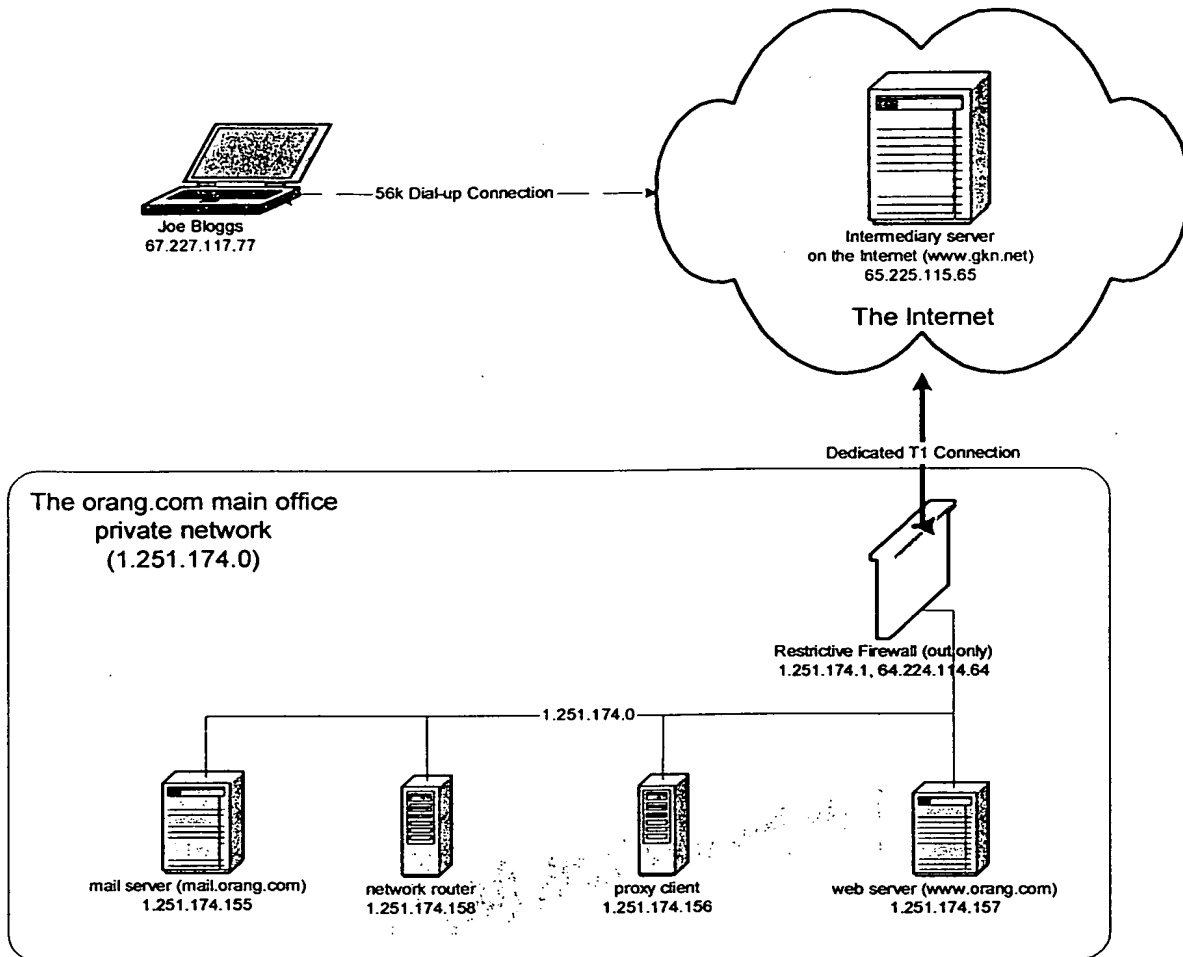 56k Dial-up Connection
Joe Bloggs
67.227.117.77
Intermediary server
on the Internet (www.gkn.net)
65.225.115.65
The Internet
Dedicated T1 Connection
The orang.com main office
private network
(1.251.174.0)
Restrictive Firewall (out only)
1.251.174.1, 64.224.114.64
1.251.174.0
mail server (mail.orang.com)
1.251.174.155
network router
1.251.174.158
proxy client
1.251.174.156
web server (www.orang.com)
1.251.174.157